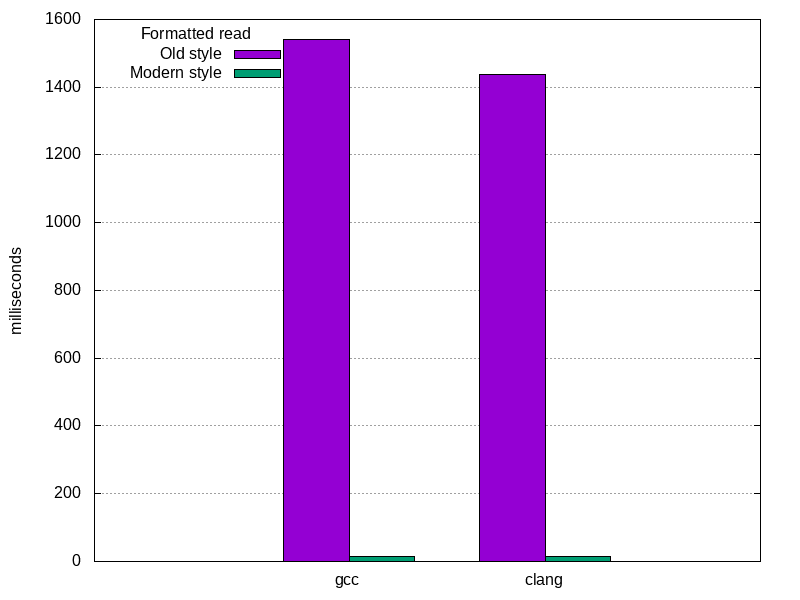 1600
1400
1200
1000
800
600
400
200
0
milliseconds
Formatted read
Old style
Modern style
gcc
clang